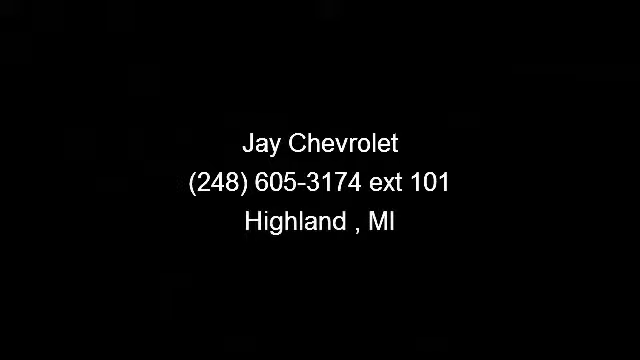 Jay Chevrolet
(248) 605-3174 ext 101
Highland , MI